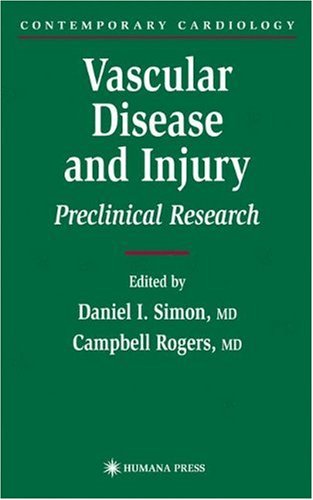 CONTEMPORARY CARDIOLOGY
Vascular
Disease
and Injury
Preclinical Research
Edited by
Daniel I. Simon, MD
Campbell Rogers, MD
HUMANA PRESS